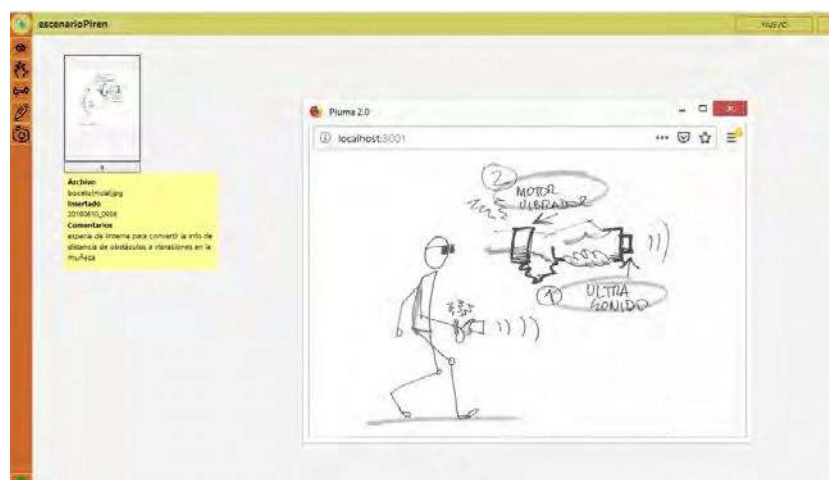 escenarioPiren
NUEVO
Archivo
bocetoInicial.jpg
Insertado
20190610_0938
Comentarios
especie de linterna para convertir la info de
distancia de obstáculos a vibraciones en la
muñeca
Piuma 2.0
localhost:3001
2
MOTOR
VIBRADOR
1
ULTRA
SONIDO